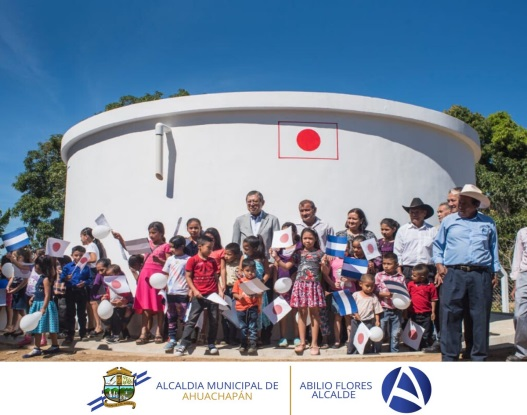 ALCALDIA MUNICIPAL DE
AHUACHAPÁN
ABILIO FLORES
ALCALDE